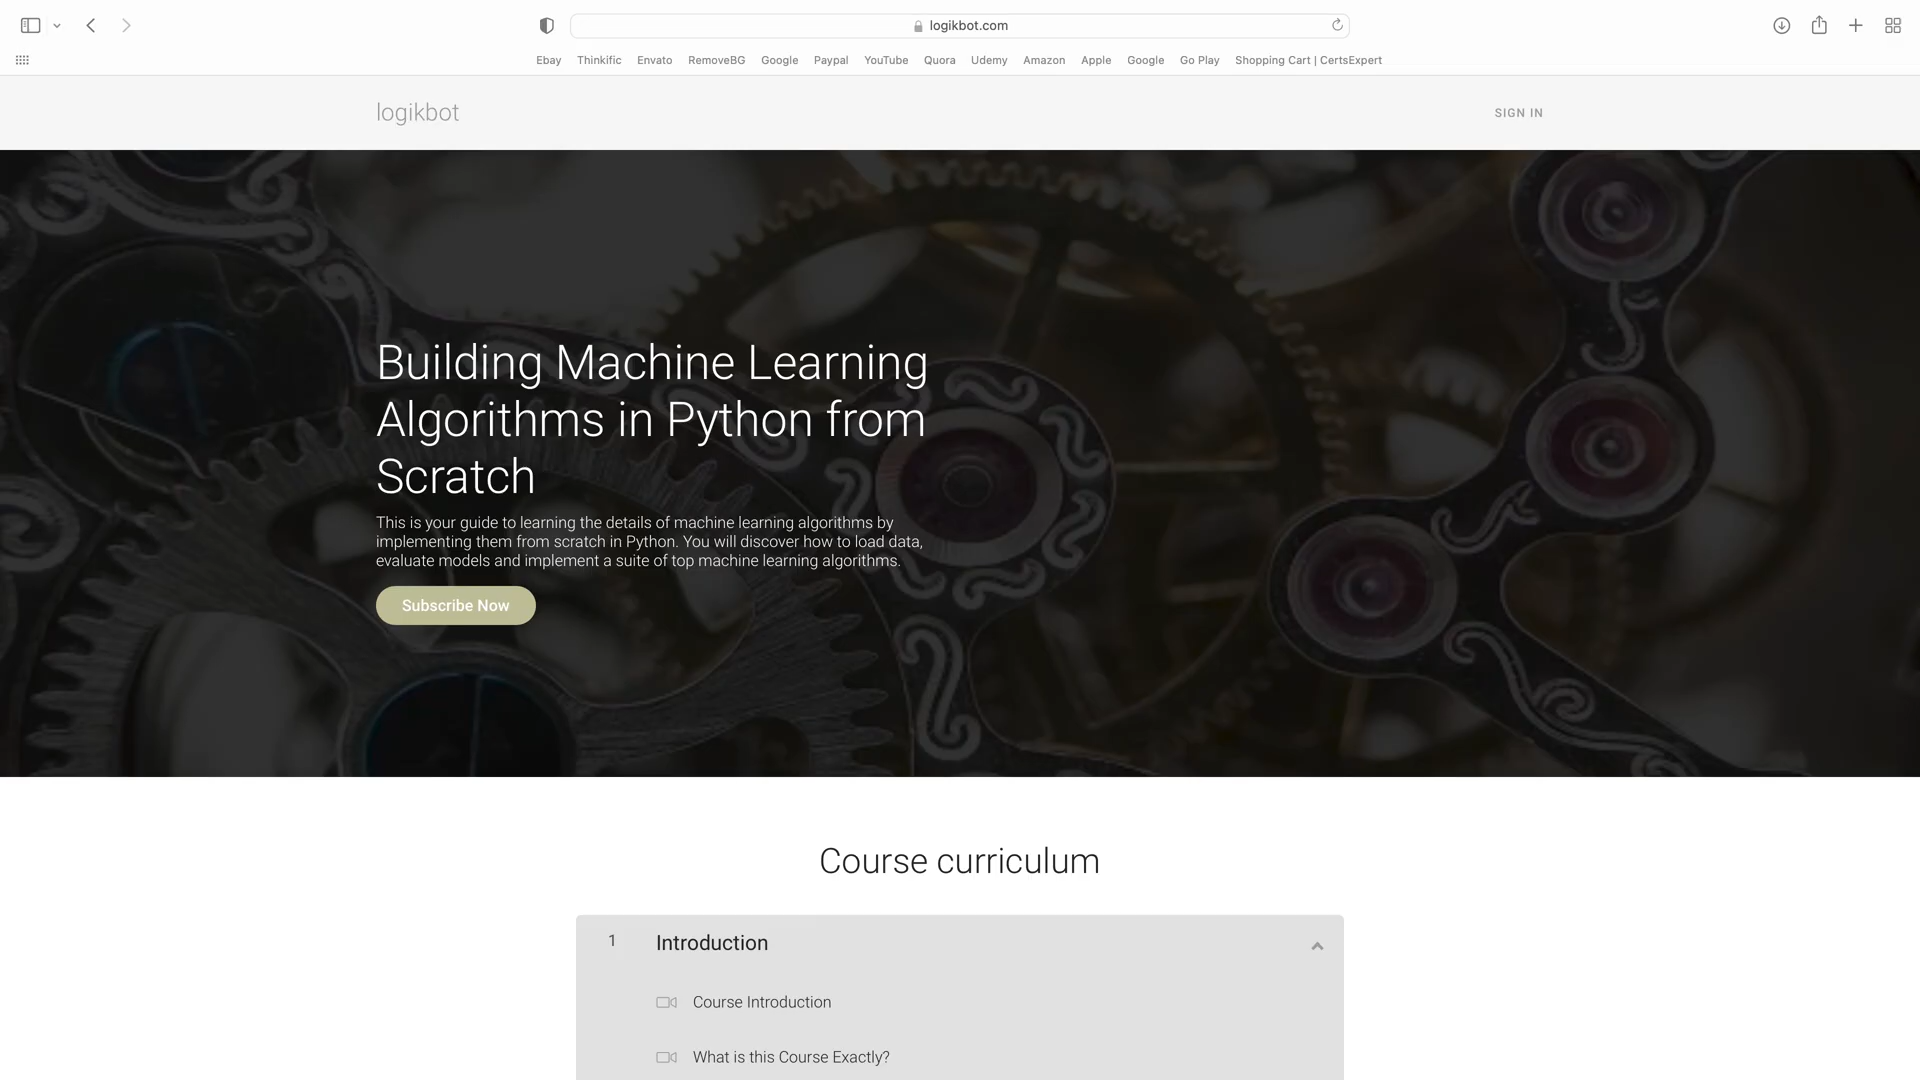 logikbot.com
Ebay Thinkific Envato RemoveBG Google Paypal YouTube Quora Udemy Amazon Apple Google Go Play Shopping Cart | CertsExpert
logikbot
SIGN IN
Building Machine Learning
Algorithms in Python from
Scratch
This is your guide to learning the details of machine learning algorithms by
implementing them from scratch in Python. You will discover how to load data,
evaluate models and implement a suite of top machine learning algorithms.
Subscribe Now
Course curriculum
1 Introduction
Course Introduction
What is this Course Exactly?